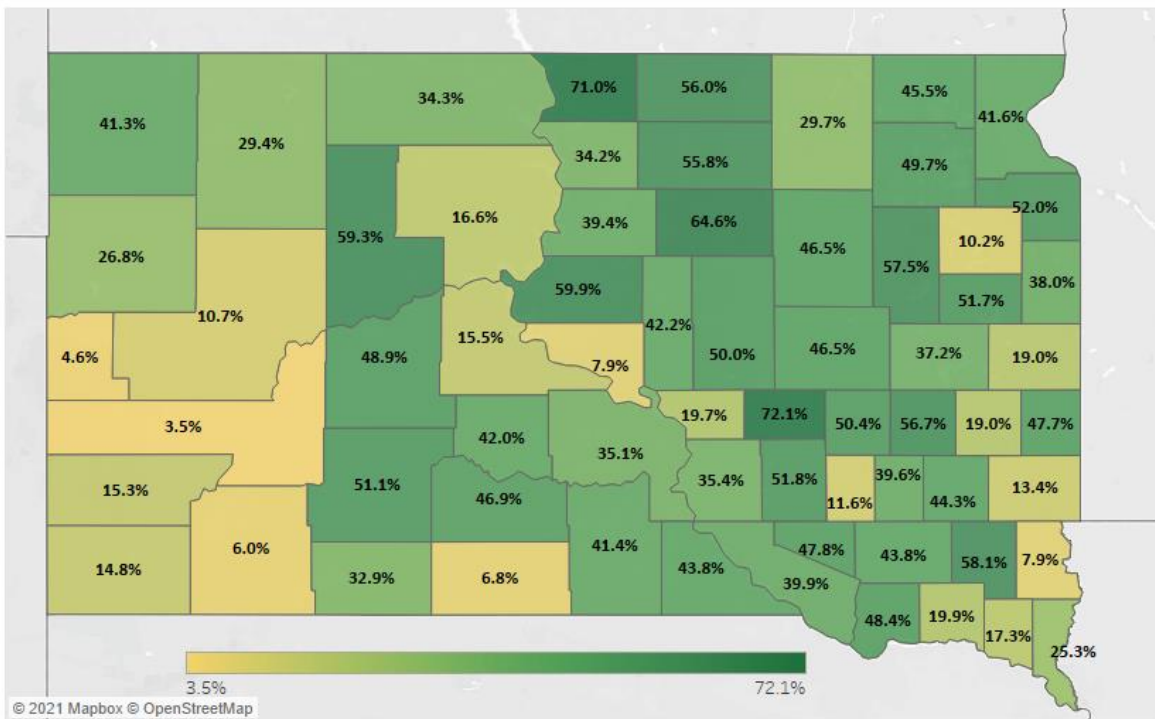 71.0% 56.0% 45.5%
41.3% 34.3% 29.7% 41.6%
29.4% 34.2% 55.8% 49.7%
16.6% 39.4% 64.6% 52.0%
26.8% 59.3% 46.5% 57.5% 10.2%
59.9% 51.7% 38.0%
10.7% 15.5% 42.2%
4.6% 48.9% 7.9% 50.0% 46.5% 37.2% 19.0%
3.5% 42.0% 19.7% 72.1% 50.4% 56.7% 19.0% 47.7%
35.1%
15.3% 51.1% 46.9% 35.4% 51.8% 11.6% 39.6% 44.3% 13.4%
6.0% 41.4% 47.8% 43.8% 58.1% 7.9%
14.8% 32.9% 6.8% 43.8% 39.9%
48.4% 19.9% 17.3% 25.3%
3.5% 72.1%
© 2021 Mapbox © OpenStreetMap